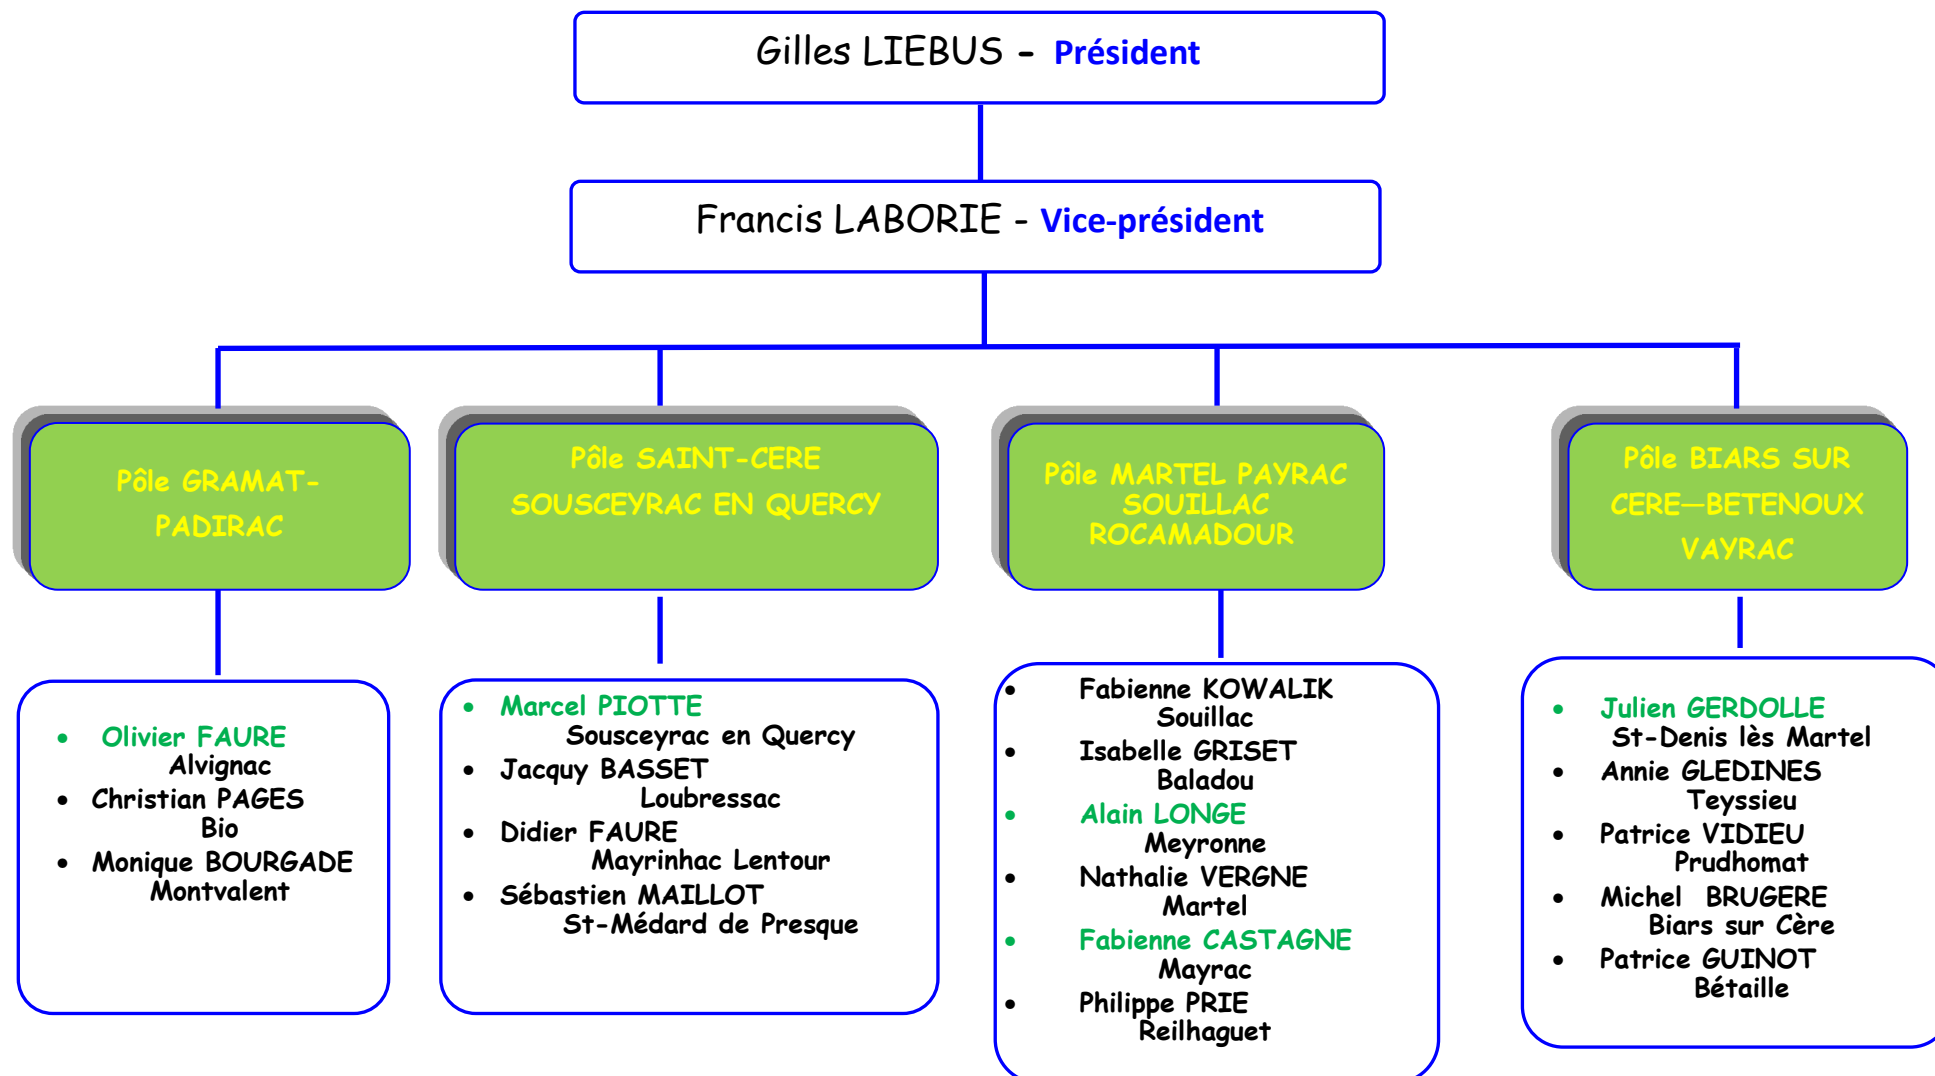 Gilles LIEBUS - Président
Francis LABORIE - Vice-président
Pôle GRAMAT-
PADIRAC
Pôle SAINT-CERE
SOUSCEYRAC EN QUERCY
Pôle MARTEL PAYRAC
SOUILLAC
ROCAMADOUR
Pôle BIARS SUR
CERE—BETENOUX
VAYRAC
• Olivier FAURE
Alvignac
• Christian PAGES
Bio
• Monique BOURGADE
Montvalent
• Marcel PIOTTE
Sousceyrac en Quercy
• Jacquy BASSET
Loubressac
• Didier FAURE
Mayrinhac Lentour
• Sébastien MAILLOT
St-Médard de Presque
• Fabienne KOWALIK
Souillac
• Isabelle GRISET
Baladou
• Alain LONGE
Meyronne
• Nathalie VERGNE
Martel
• Fabienne CASTAGNE
Mayrac
• Philippe PRIE
Reilhaguet
• Julien GERDOLLE
St-Denis lès Martel
• Annie GLEDINES
Teyssieu
• Patrice VIDIEU
Prudhomat
• Michel BRUGERE
Biars sur Cère
• Patrice GUINOT
Bétaille